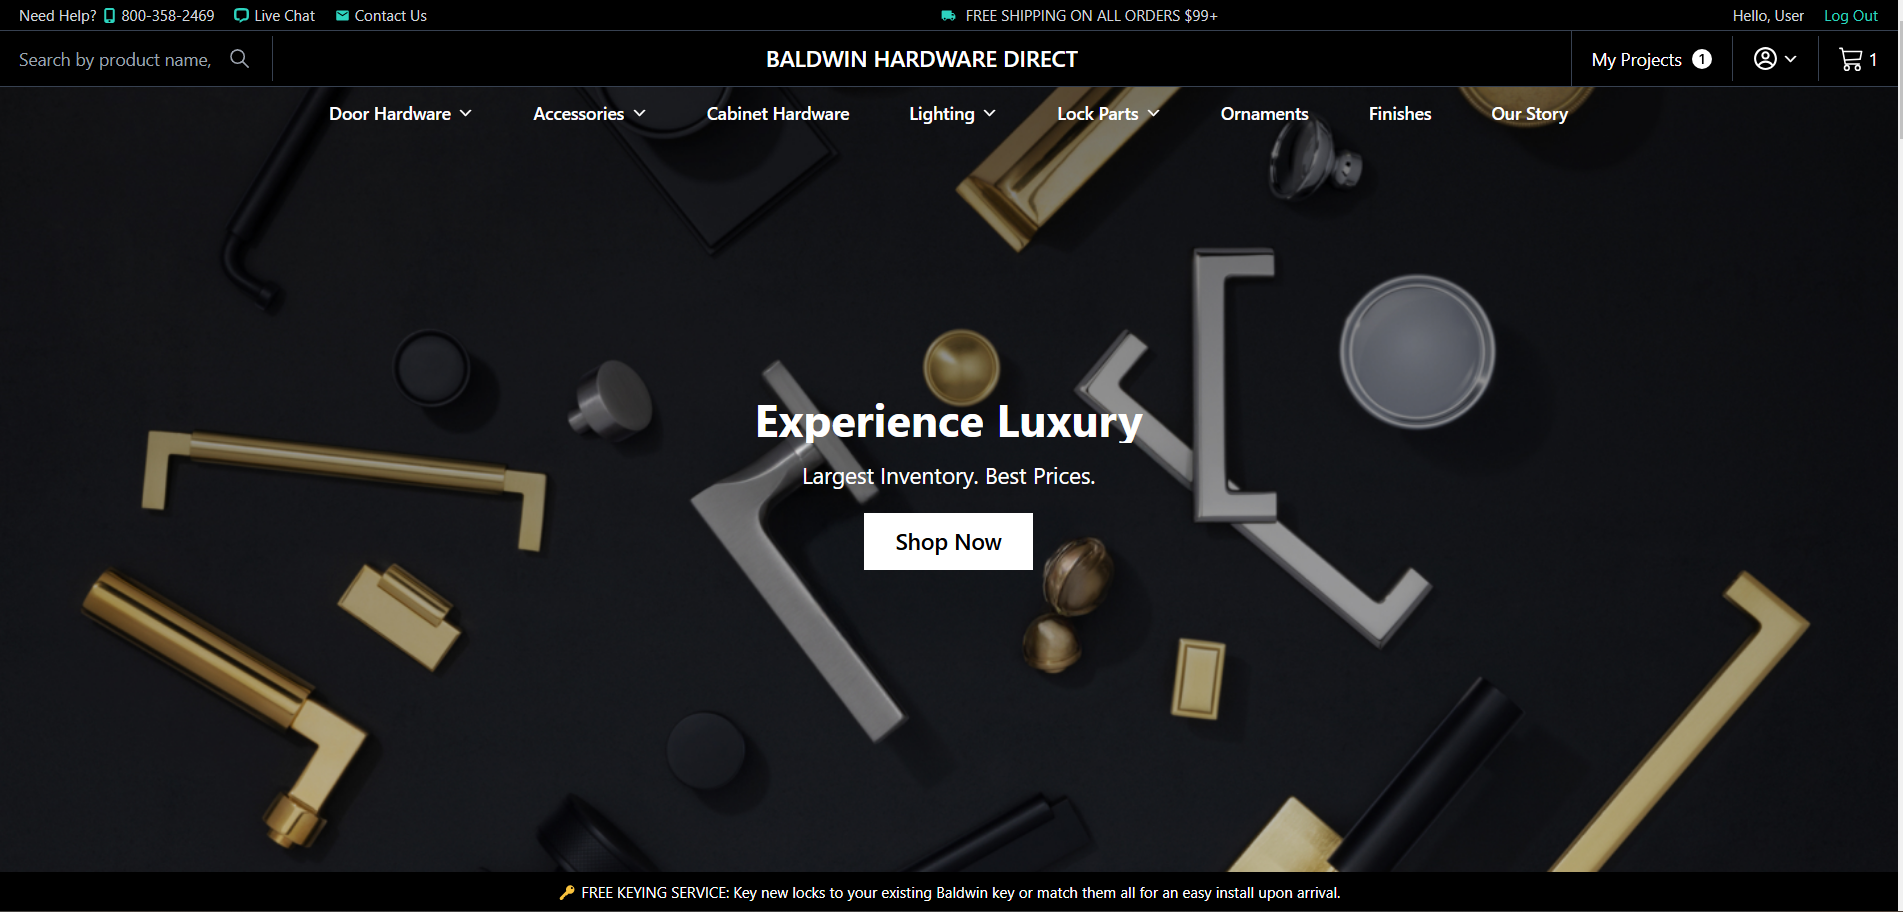 Need Help? 800-358-2469 Live Chat Contact Us FREE SHIPPING ON ALL ORDERS $99+ Hello, User Log Out
Search by product name, BALDWIN HARDWARE DIRECT My Projects 1 1
Door Hardware Accessories Cabinet Hardware Lighting Lock Parts Ornaments Finishes Our Story
Experience Luxury
Largest Inventory. Best Prices.
Shop Now
FREE KEYING SERVICE: Key new locks to your existing Baldwin key or match them all for an easy install upon arrival.